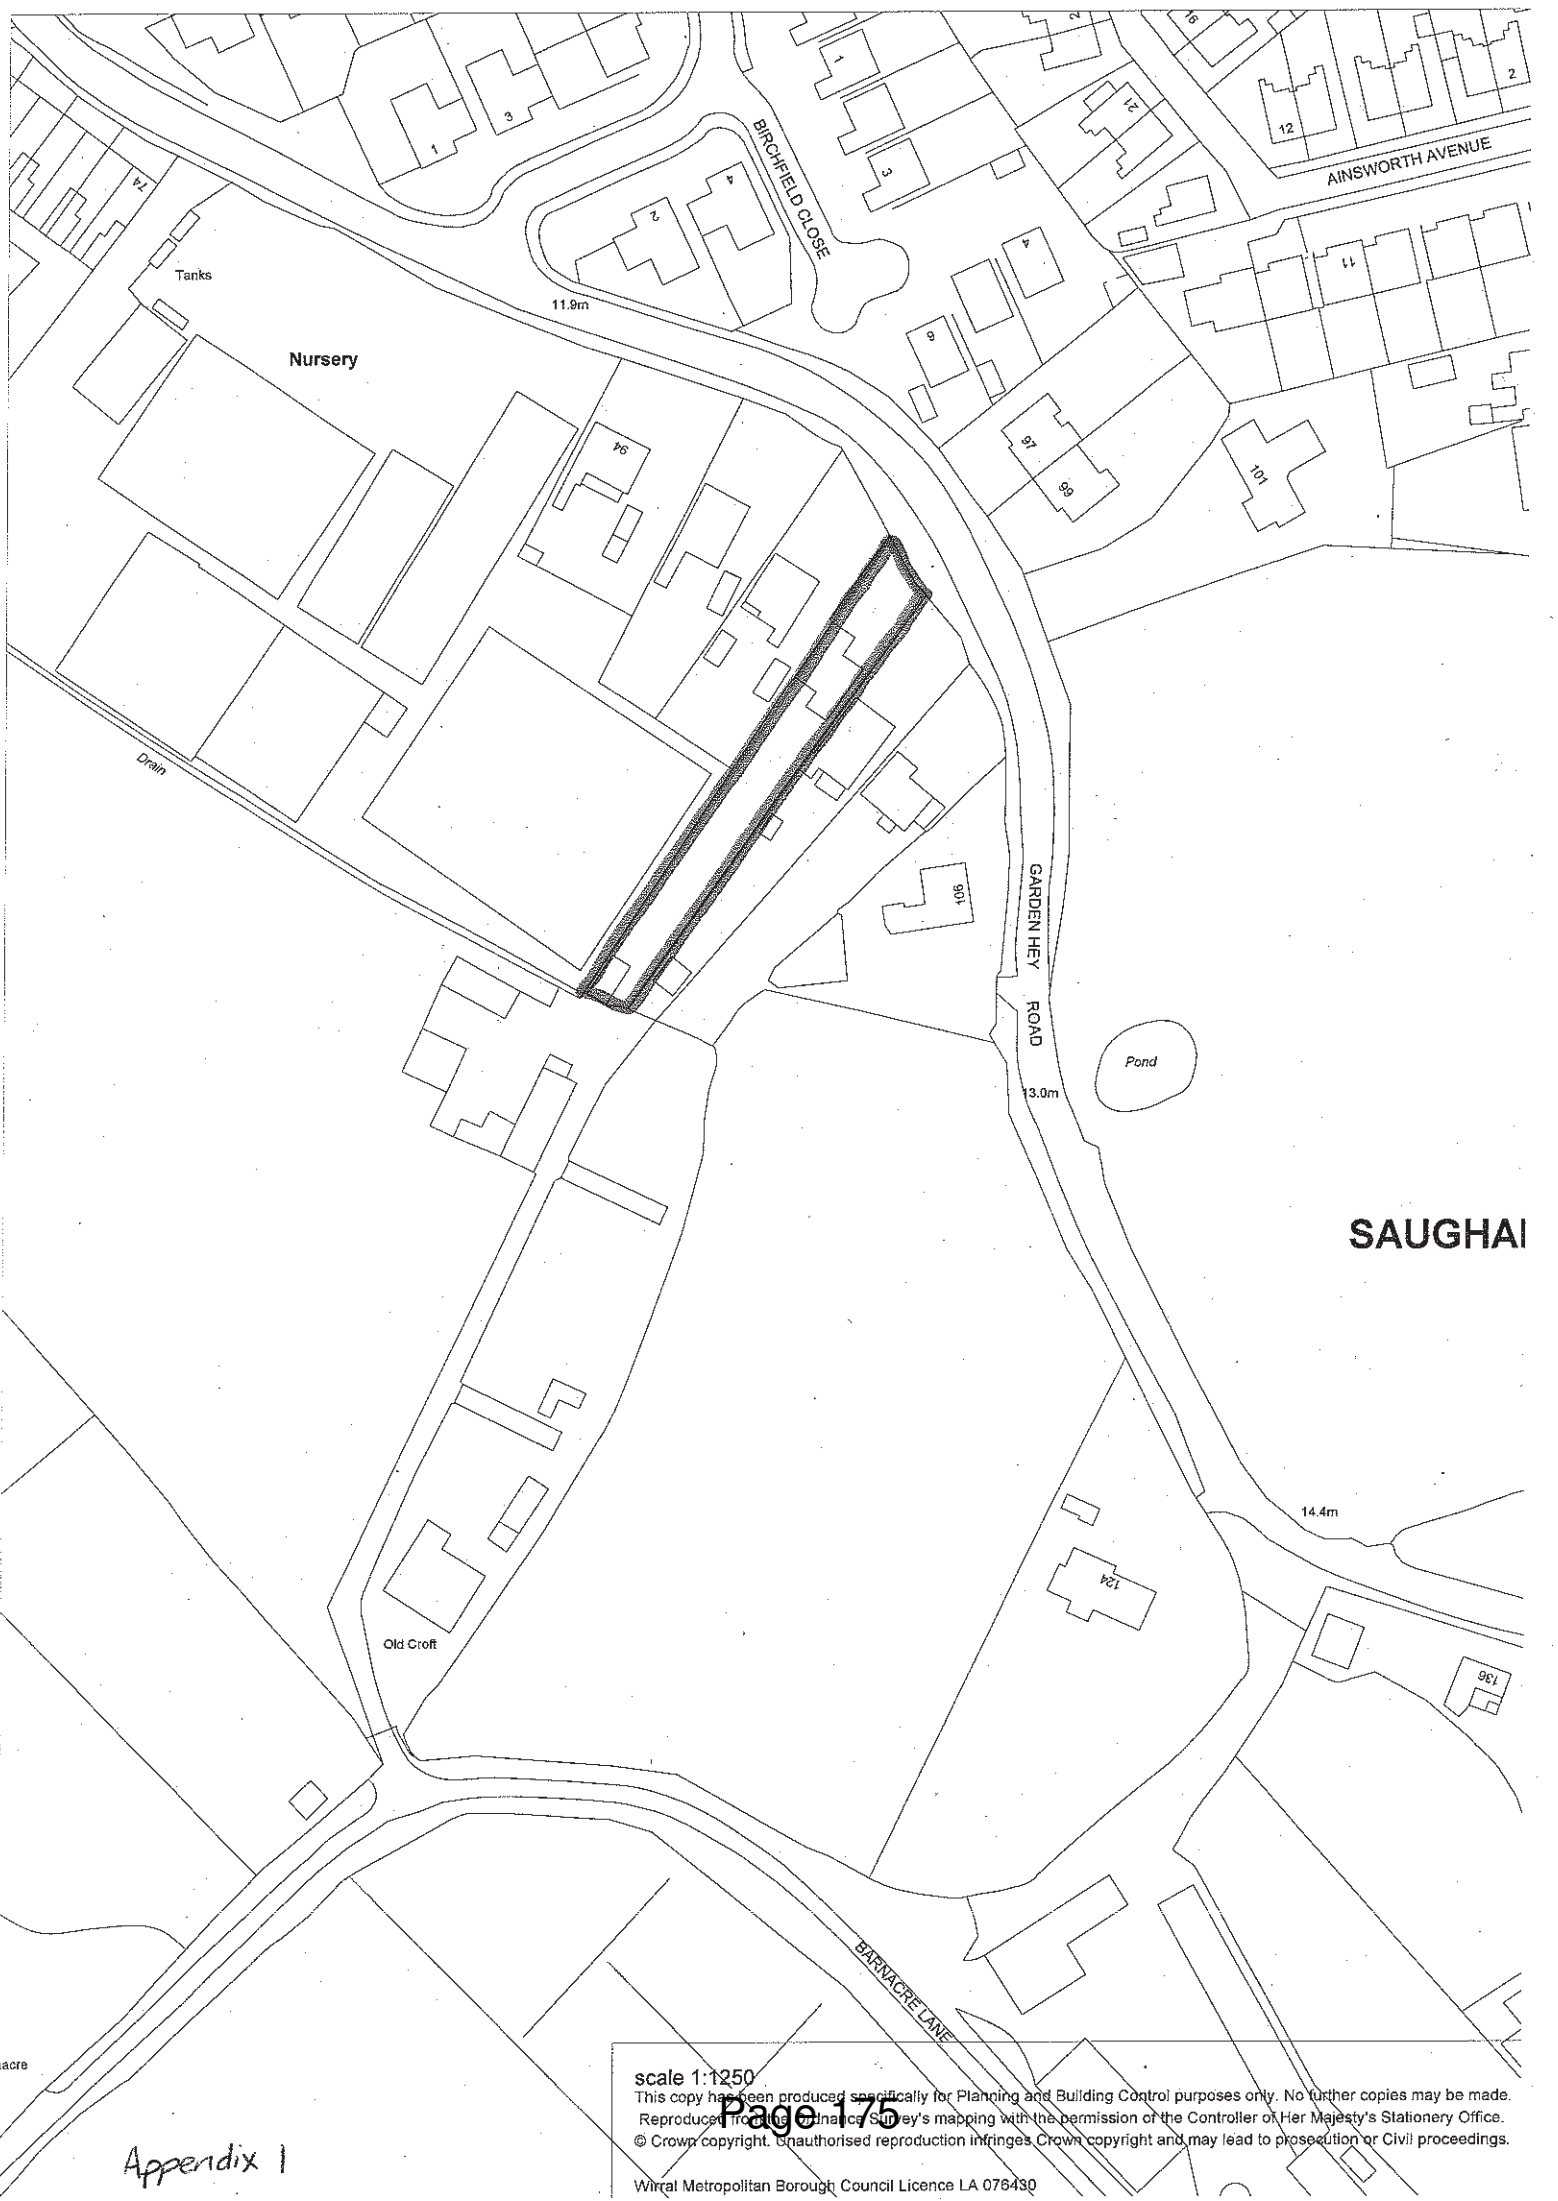 16
2
2
1
3
1
21
12
3
BIRCHFIELD CLOSE
AINSWORTH AVENUE
74
4
2
3
4
11
Tanks
11.9m
Nursery
6
94
97
99
101
Drain
106
GARDEN HEY ROAD
Pond
13.0m
SAUGHA
14.4m
124
Old Croft
136
BARNACRE LANE
acre
scale 1:1250
This copy has been produced specifically for Planning and Building Control purposes only. No further copies may be made.
Reproduced from the Ordnance Survey's mapping with the permission of the Controller of Her Majesty's Stationery Office.
© Crown copyright. Unauthorised reproduction infringes Crown copyright and may lead to prosecution or Civil proceedings.
Page 175
Appendix 1
Wirral Metropolitan Borough Council Licence LA 076430